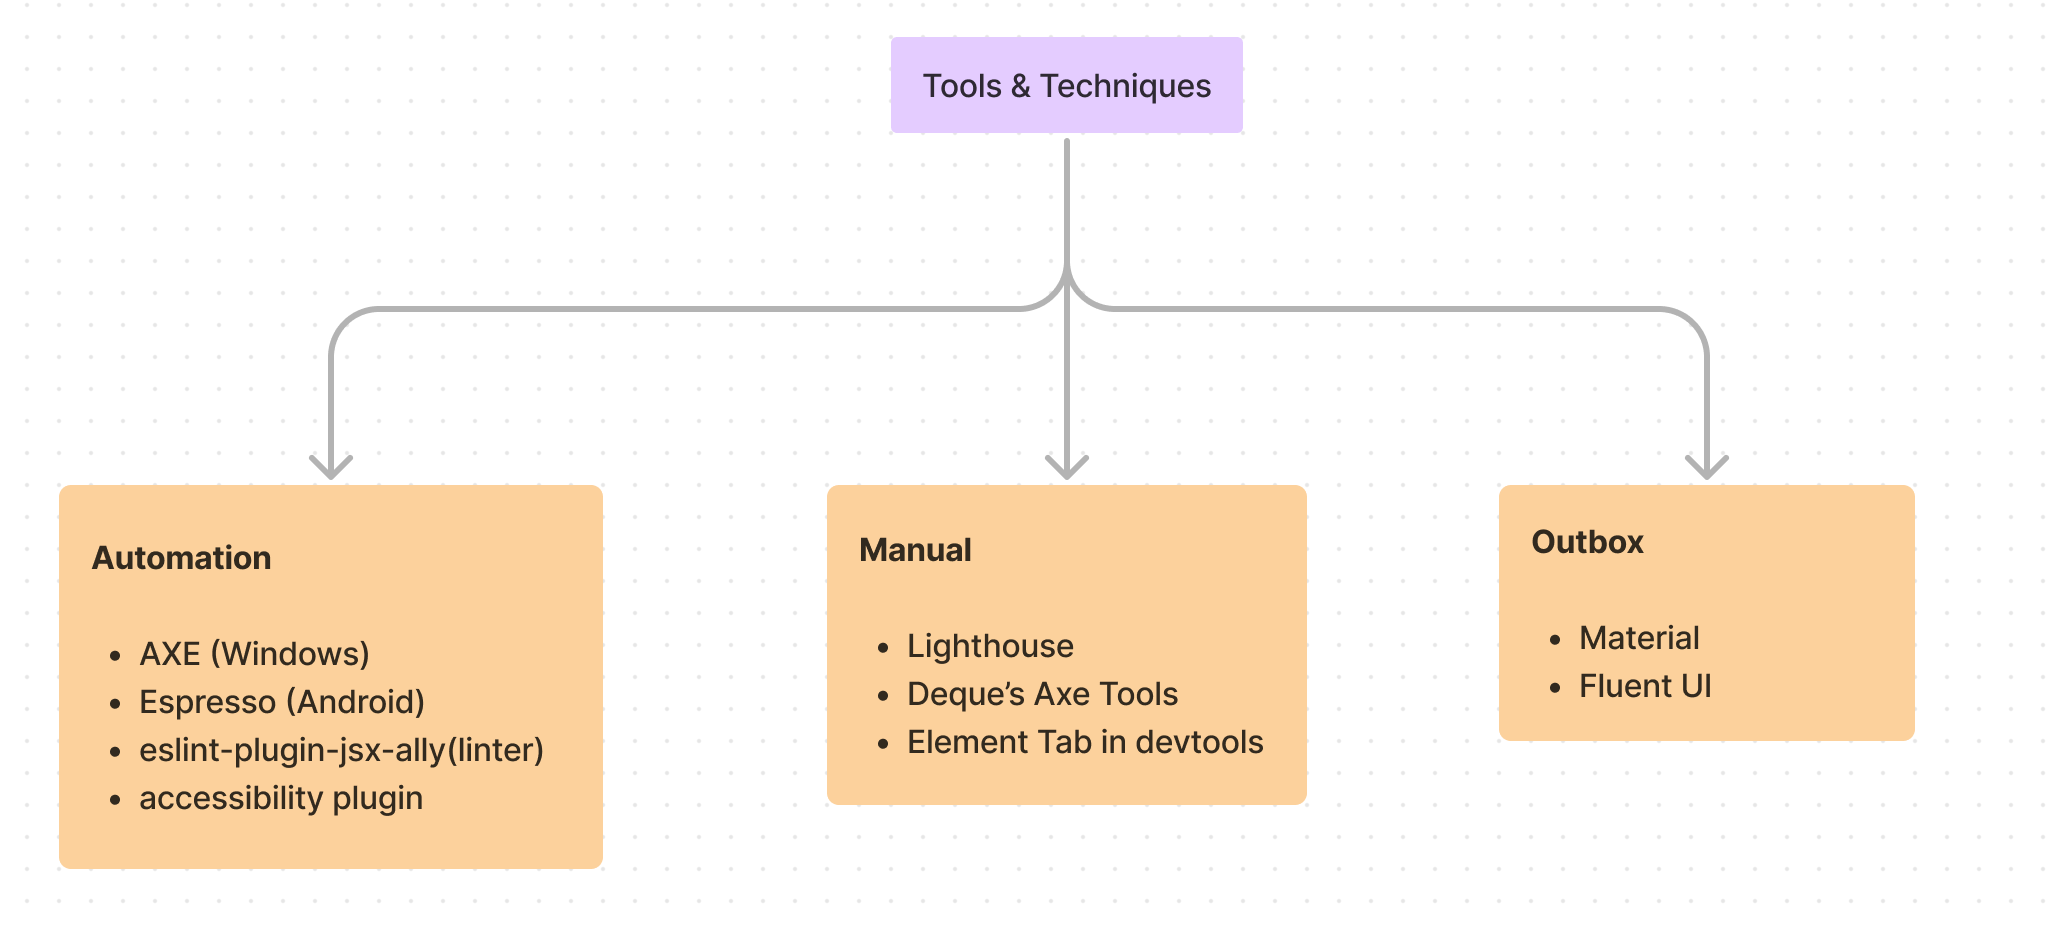 Tools & Techniques
Automation
• AXE (Windows)
• Espresso (Android)
• eslint-plugin-jsx-ally(linter)
• accessibility plugin
Manual
• Lighthouse
• Deque’s Axe Tools
• Element Tab in devtools
Outbox
• Material
• Fluent UI